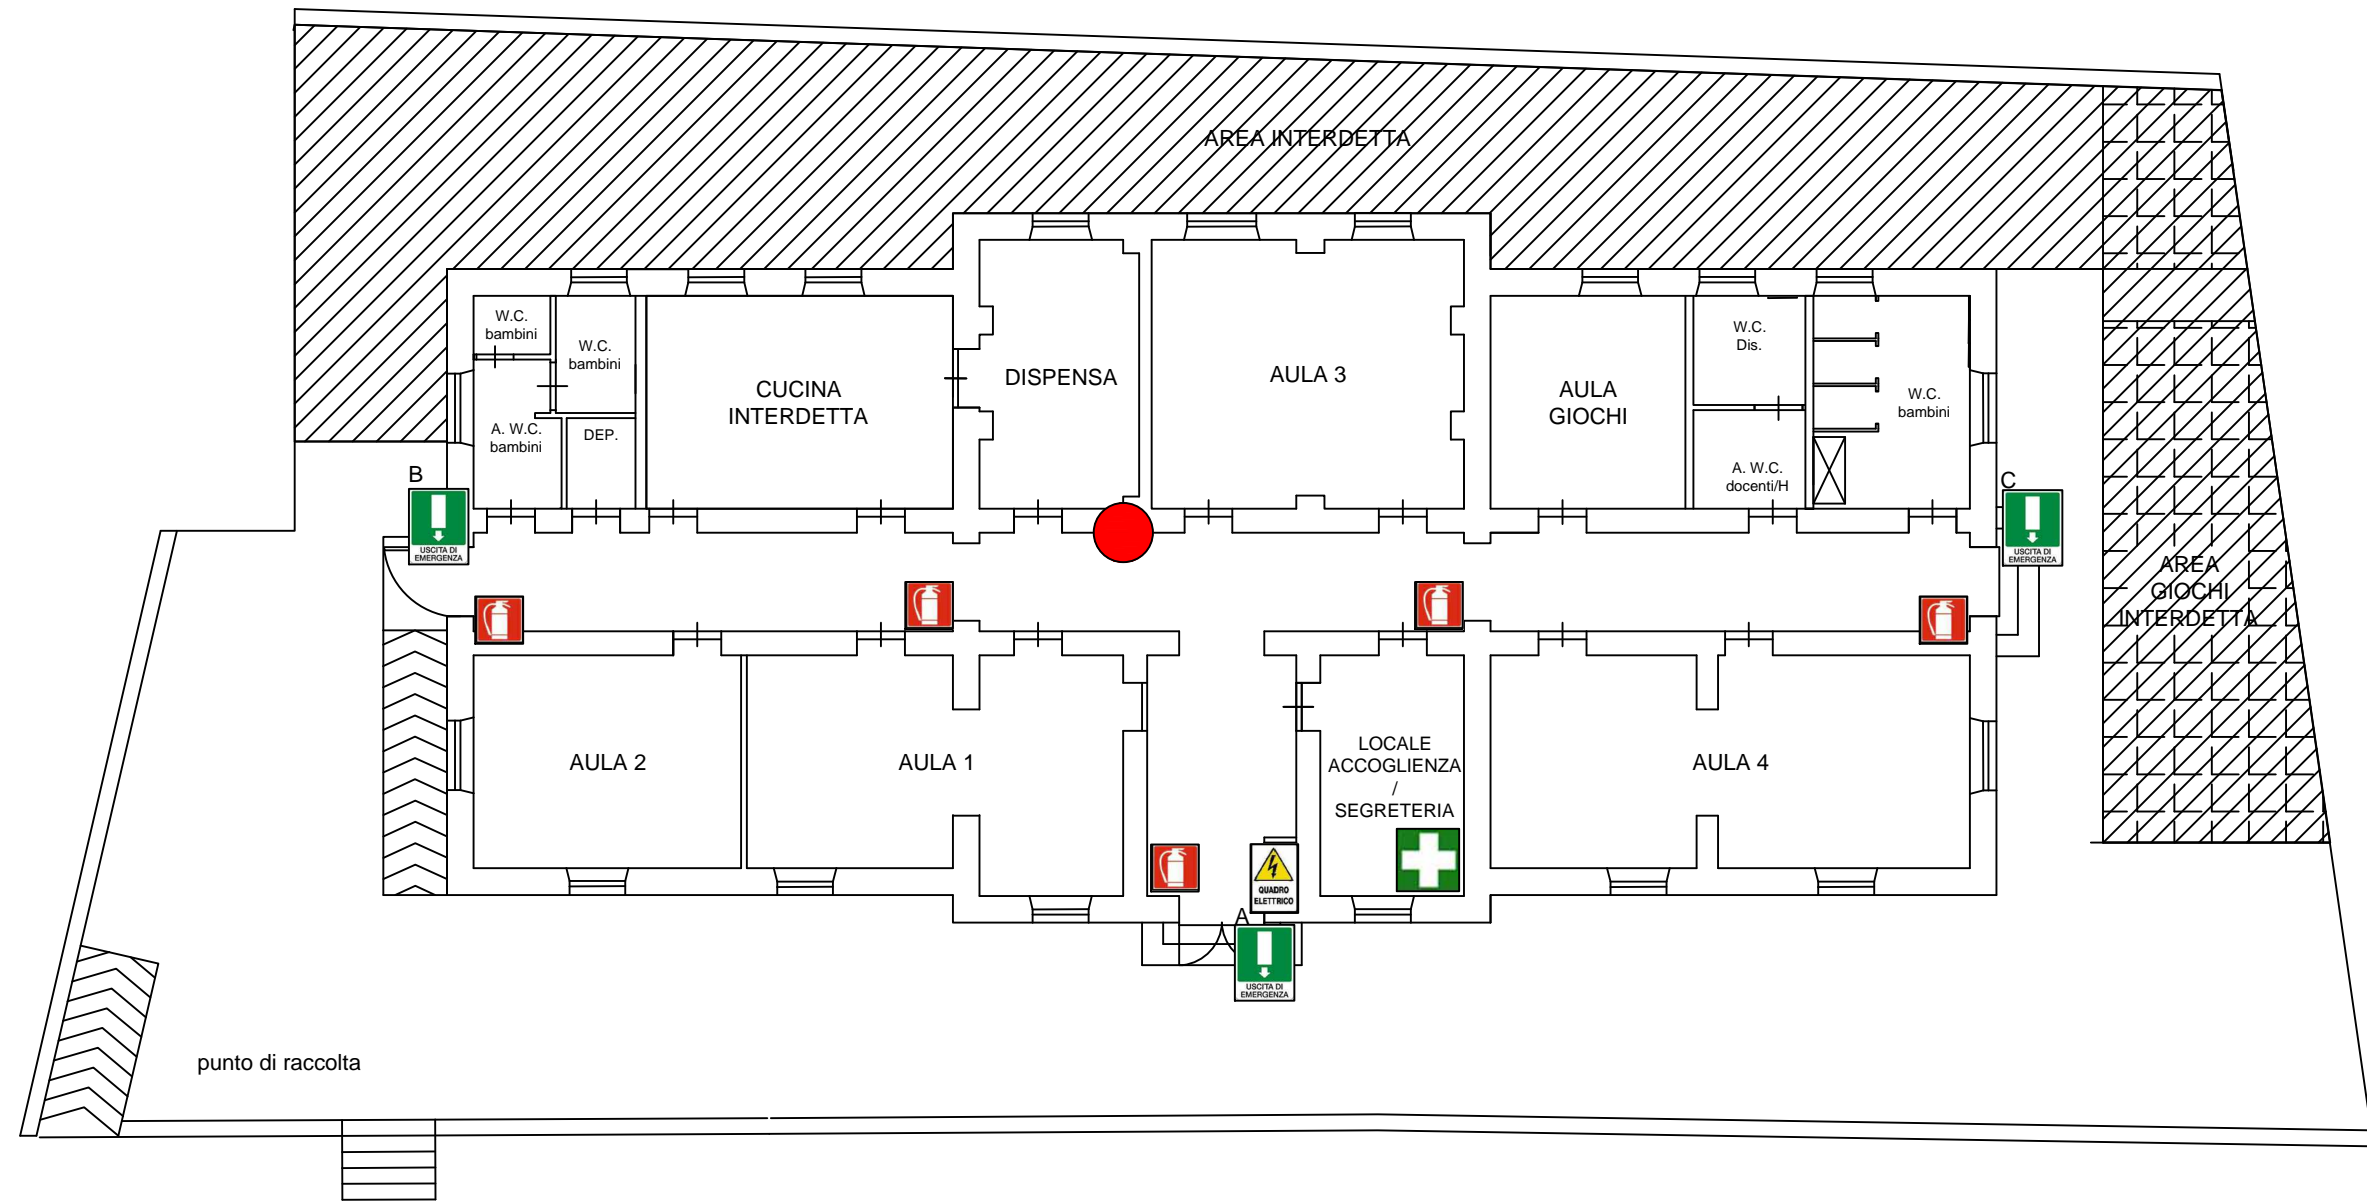 AREA INTERDETTA
W.C.
bambini
W.C.
bambini
A. W.C.
bambini
DEP.
CUCINA
INTERDETTA
DISPENSA
AULA 3
AULA
GIOCHI
W.C.
Dis.
A. W.C.
docenti/H
W.C.
bambini
B
USCITA DI
EMERGENZA
C
USCITA DI
EMERGENZA
AREA
GIOCHI
INTERDETTA
AULA 2
AULA 1
LOCALE
ACCOGLIENZA
/
SEGRETERIA
AULA 4
QUADRO
ELETTRICO
A
USCITA DI
EMERGENZA
punto di raccolta